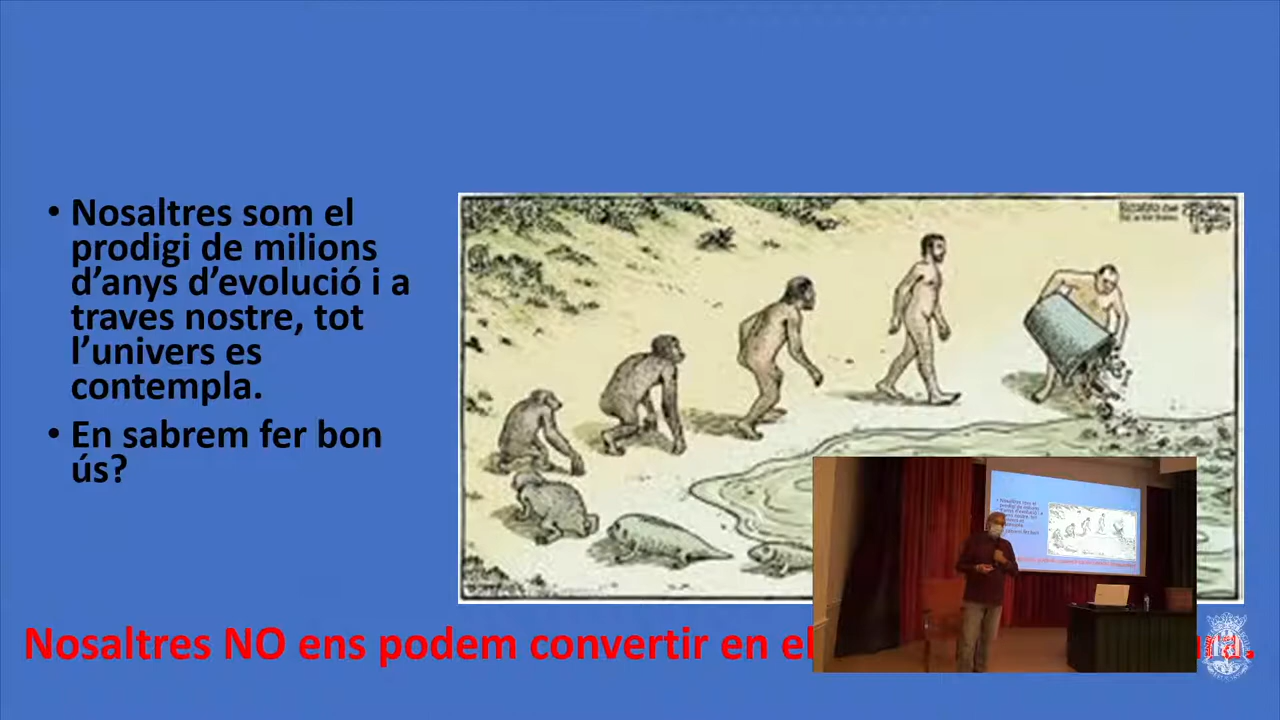 • Nosaltres som el
prodigi de milions
d’anys d’evolució i a
traves nostre, tot
l’univers es
contempla.
• En sabrem fer bon
ús?
Nosaltres NO ens podem convertir en el